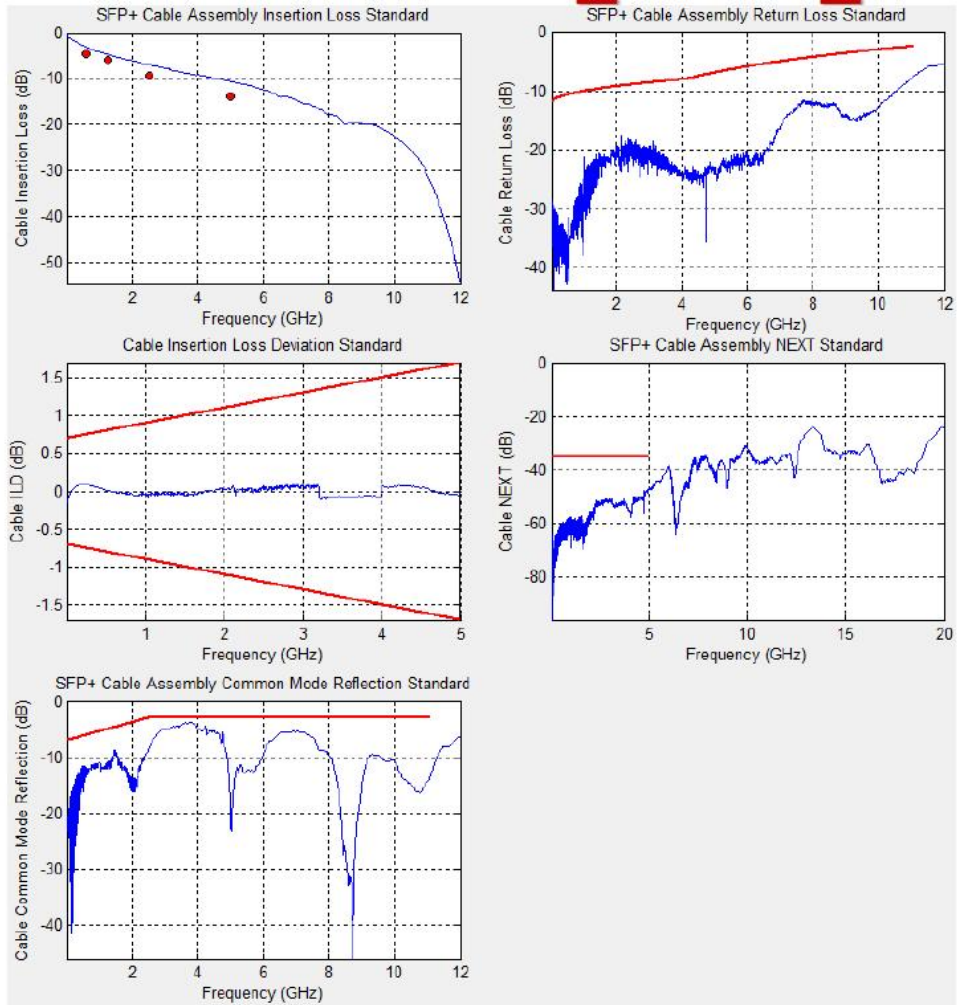 SFP+ Cable Assembly Insertion Loss Standard
Cable Insertion Loss (dB)
0
-10
-20
-30
-40
-50
2 4 6 8 10 12
Frequency (GHz)
SFP+ Cable Assembly Return Loss Standard
Cable Return Loss (dB)
0
-10
-20
-30
-40
2 4 6 8 10 12
Frequency (GHz)
Cable Insertion Loss Deviation Standard
Cable ILD (dB)
1.5
1
0.5
0
-0.5
-1
-1.5
1 2 3 4 5
Frequency (GHz)
SFP+ Cable Assembly NEXT Standard
Cable NEXT (dB)
0
-20
-40
-60
-80
5 10 15 20
Frequency (GHz)
SFP+ Cable Assembly Common Mode Reflection Standard
Cable Common Mode Reflection (dB)
0
-10
-20
-30
-40
2 4 6 8 10 12
Frequency (GHz)